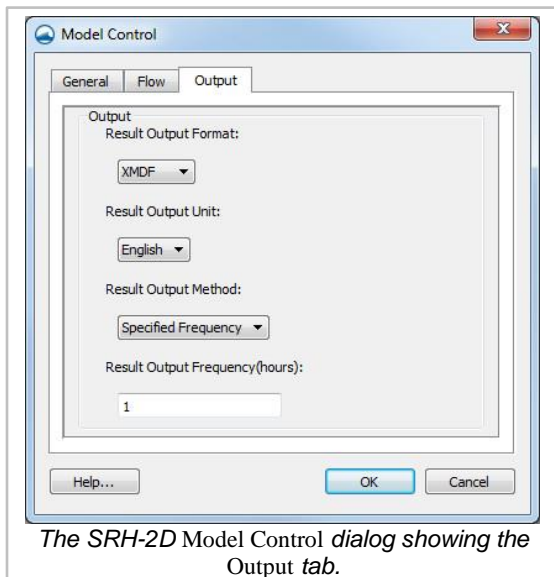 Model Control
General Flow Output
Output
Result Output Format:
XMDF
Result Output Unit:
English
Result Output Method:
Specified Frequency
Result Output Frequency(hours):
1
Help... OK Cancel
The SRH-2D Model Control dialog showing the
Output tab.